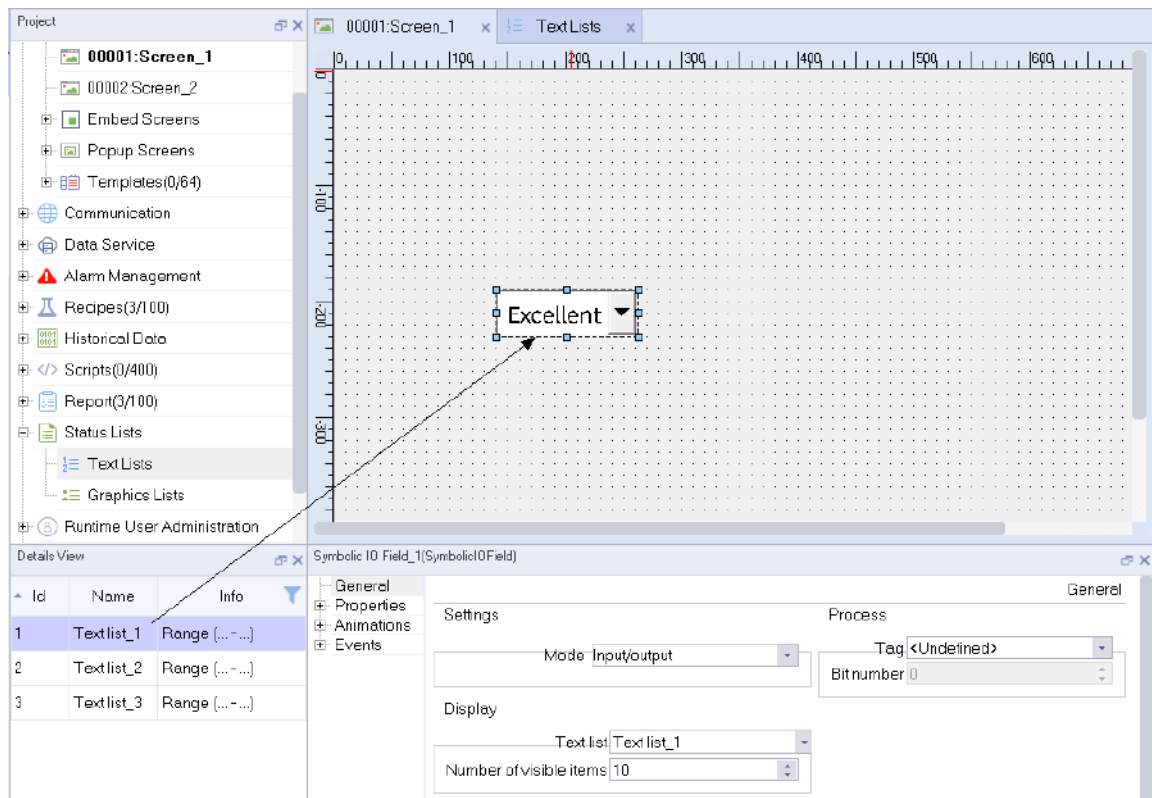 Project
00001:Screen_1
00002:Screen_2
Embed Screens
Popup Screens
Templates(0/64)
Communication
Data Service
Alarm Management
Recipes(3/100)
Historical Data
Scripts(0/400)
Report(3/100)
Status Lists
Text Lists
Graphics Lists
Runtime User Administration
Details View
Id Name Info
1 Text list_1 Range (... - ...)
2 Text list_2 Range (... - ...)
3 Text list_3 Range (... - ...)
00001:Screen_1 x Text Lists x
0 100 200 300 400 500 600
0
-100
-200
-300
Excellent
Symbolic IO Field_1(SymbolicIOField)
General
Properties
Animations
Events
General
Settings
Mode Input/output
Process
Tag <Undefined>
Bit number 0
Display
Text list Text list_1
Number of visible items 10